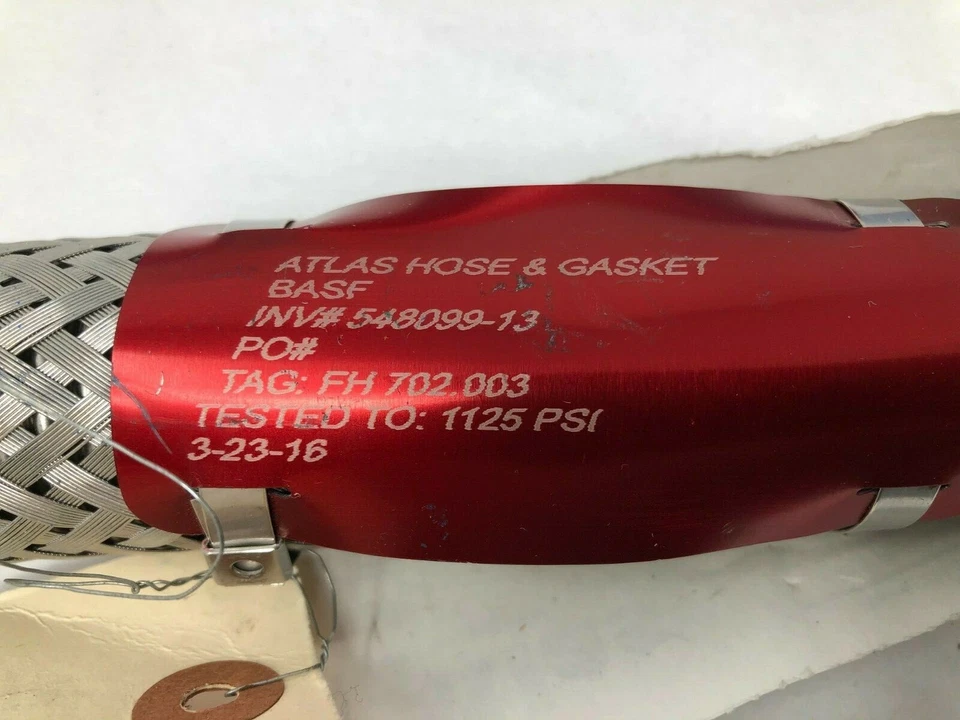 ATLAS HOSE & GASKET
BASF
INV# 548099-13
PO#
TAG: FH 702.003
TESTED TO: 1125 PSI
3-23-16